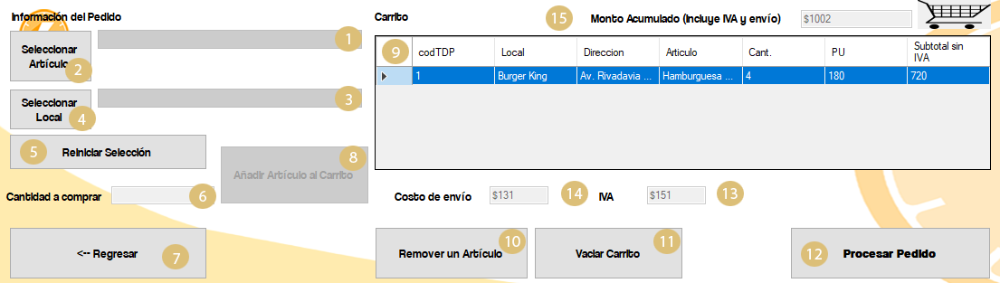 Información del Pedido
1
Seleccionar
Artículo
2
3
Seleccionar
Local
4
5 Reiniciar Selección
8
Añadir Artículo al Carrito
Cantidad a comprar 6
<-- Regresar 7
Carrito 15 Monto Acumulado (Incluye IVA y envío) $1002
9 codTDP Local Direccion Articulo Cant. PU Subtotal sin
IVA
1 Burger King Av. Rivadavia ... Hamburguesa ... 4 180 720
Costo de envío $131 14 IVA $151 13
Remover un Artículo 10
Vaciar Carrito 11
12 Procesar Pedido